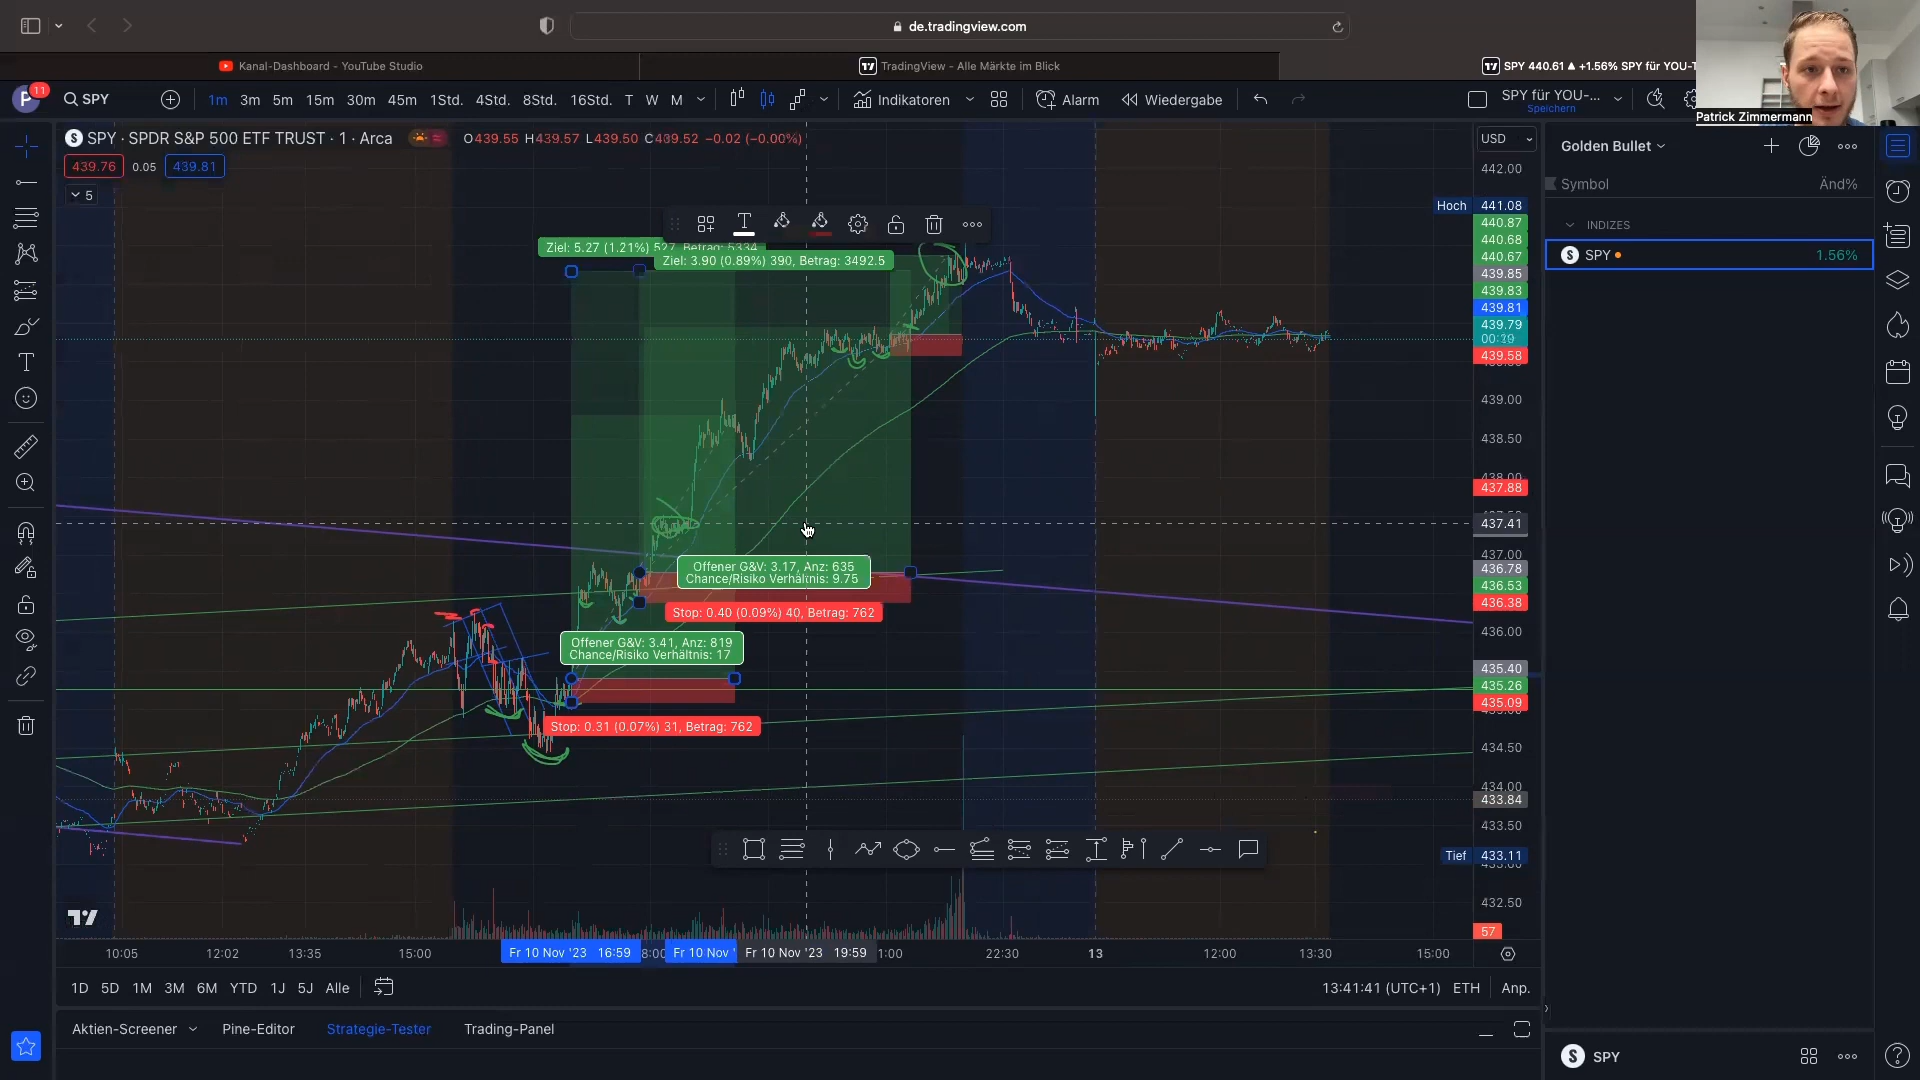 de.tradingview.com
Kanal-Dashboard - YouTube Studio
TradingView - Alle Märkte im Blick
SPY 440.61 ▲ +1.56% SPY für YOU-T
Patrick Zimmermann
P 11
SPY
1m 3m 5m 15m 30m 45m 1Std. 4Std. 8Std. 16Std. T W M
Indikatoren
Alarm
Wiedergabe
SPY für YOU-...
Speichern
SPY · SPDR S&P 500 ETF TRUST · 1 · Arca
O439.55 H439.57 L439.50 C439.52 −0.02 (−0.00%)
439.76 0.05 439.81
5
USD
Golden Bullet
Symbol Änd%
INDIZES
SPY 1.56%
Ziel: 5.27 (1.21%) 527, Betrag: 5334
Ziel: 3.90 (0.89%) 390, Betrag: 3492.5
Offener G&V: 3.17, Anz: 635
Chance/Risiko Verhältnis: 9.75
Stop: 0.40 (0.09%) 40, Betrag: 762
Offener G&V: 3.41, Anz: 819
Chance/Risiko Verhältnis: 17
Stop: 0.31 (0.07%) 31, Betrag: 762
442.00
Hoch 441.08
440.87
440.68
440.67
439.85
439.83
439.81
439.79
439.58
439.00
438.50
438.00
437.88
437.41
437.00
436.78
436.53
436.38
436.00
435.40
435.26
435.09
434.50
434.00
433.84
433.50
Tief 433.11
432.50
57
10:05 12:02 13:35 15:00 Fr 10 Nov '23 16:59 8:00 Fr 10 Nov ' Fr 10 Nov '23 19:59 1:00 22:30 13 12:00 13:30 15:00
1D 5D 1M 3M 6M YTD 1J 5J Alle
13:41:41 (UTC+1) ETH Anp.
Aktien-Screener Pine-Editor Strategie-Tester Trading-Panel
SPY